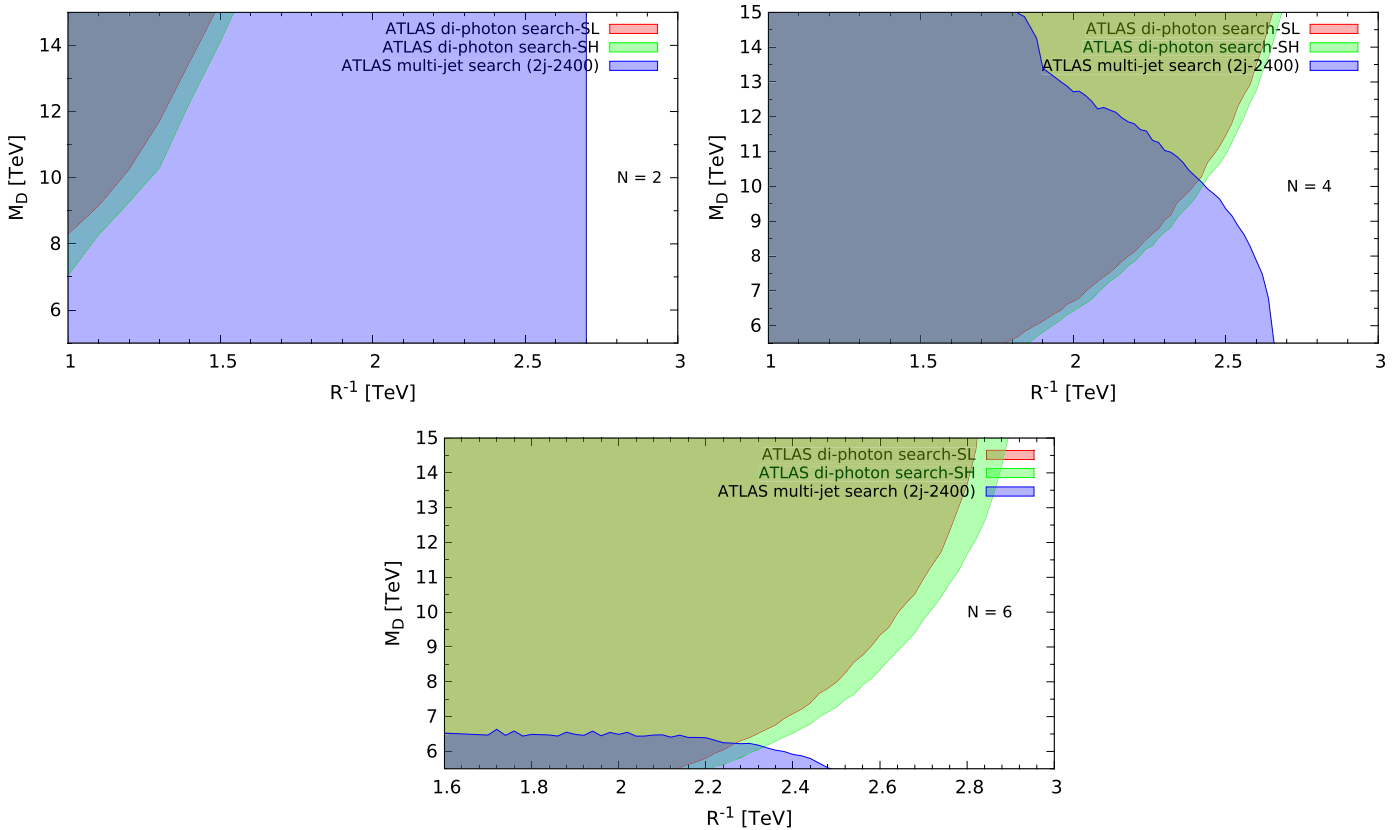 ATLAS di-photon search-SL
ATLAS di-photon search-SH
ATLAS multi-jet search (2j-2400)
N = 2
M_D [TeV]
14
12
10
8
6
1 1.5 2 2.5 3
R^-1 [TeV]
ATLAS di-photon search-SL
ATLAS di-photon search-SH
ATLAS multi-jet search (2j-2400)
N = 4
M_D [TeV]
15
14
13
12
11
10
9
8
7
6
1 1.5 2 2.5 3
R^-1 [TeV]
ATLAS di-photon search-SL
ATLAS di-photon search-SH
ATLAS multi-jet search (2j-2400)
N = 6
M_D [TeV]
15
14
13
12
11
10
9
8
7
6
1.6 1.8 2 2.2 2.4 2.6 2.8 3
R^-1 [TeV]